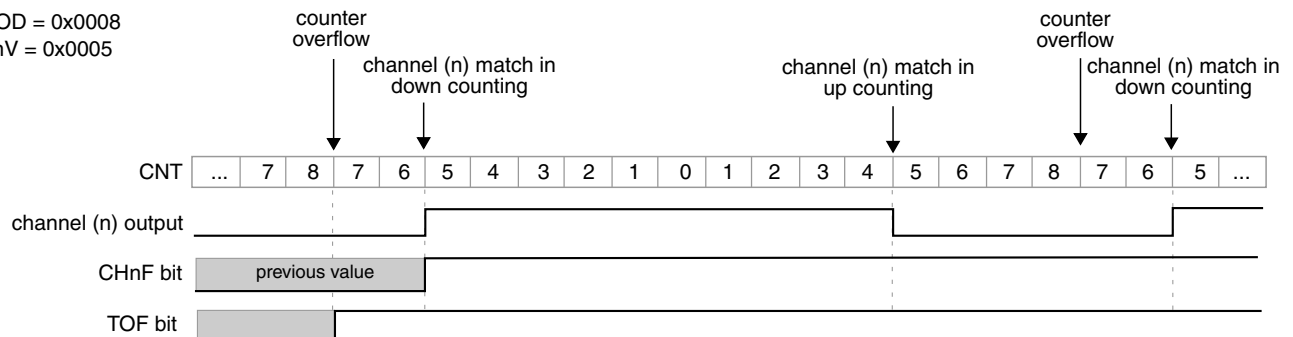 OD = 0x0008
nV = 0x0005
counter
overflow
channel (n) match in
down counting
channel (n) match in
up counting
counter
overflow
channel (n) match in
down counting
CNT ... 7 8 7 6 5 4 3 2 1 0 1 2 3 4 5 6 7 8 7 6 5 ...
channel (n) output
CHnF bit previous value
TOF bit